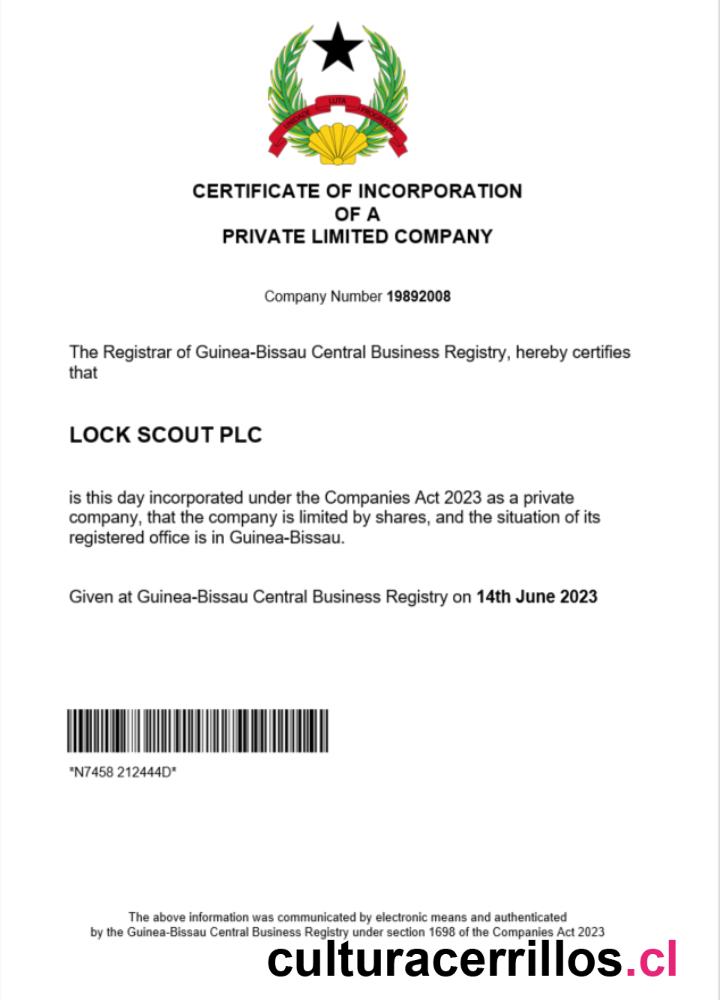 UNIDADE LUTA PROGRESSO
CERTIFICATE OF INCORPORATION
OF A
PRIVATE LIMITED COMPANY
Company Number 19892008
The Registrar of Guinea-Bissau Central Business Registry, hereby certifies
that
LOCK SCOUT PLC
is this day incorporated under the Companies Act 2023 as a private
company, that the company is limited by shares, and the situation of its
registered office is in Guinea-Bissau.
Given at Guinea-Bissau Central Business Registry on 14th June 2023
*N7458 212444D*
The above information was communicated by electronic means and authenticated
by the Guinea-Bissau Central Business Registry under section 1698 of the Companies Act 2023
culturacerrillos.cl